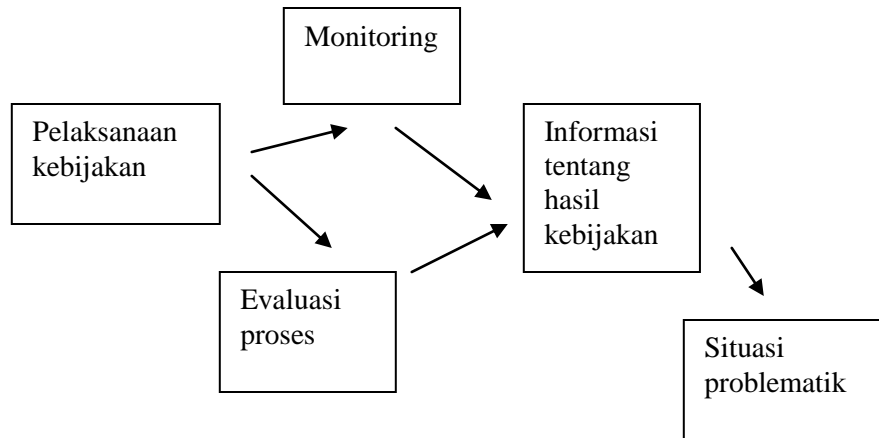 Monitoring
Pelaksanaan
kebijakan
Informasi
tentang
hasil
kebijakan
Evaluasi
proses
Situasi
problematik